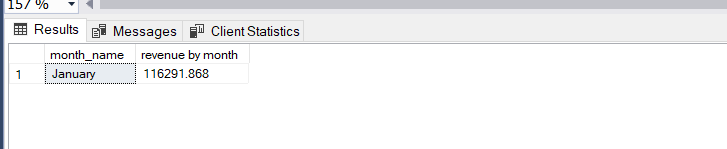 157 %
Results Messages Client Statistics
month_name revenue by month
1 January 116291.868